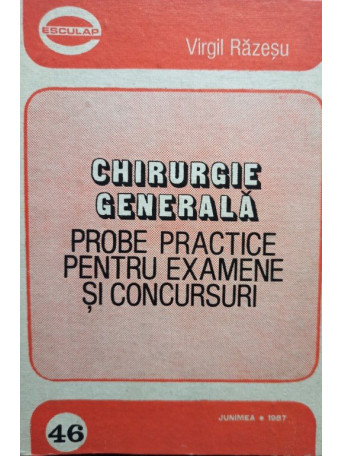 ESCULAP
Virgil Răzeșu
CHIRURGIE
GENERALĂ
PROBE PRACTICE
PENTRU EXAMENE
ȘI CONCURSURI
46
JUNIMEA • 1987